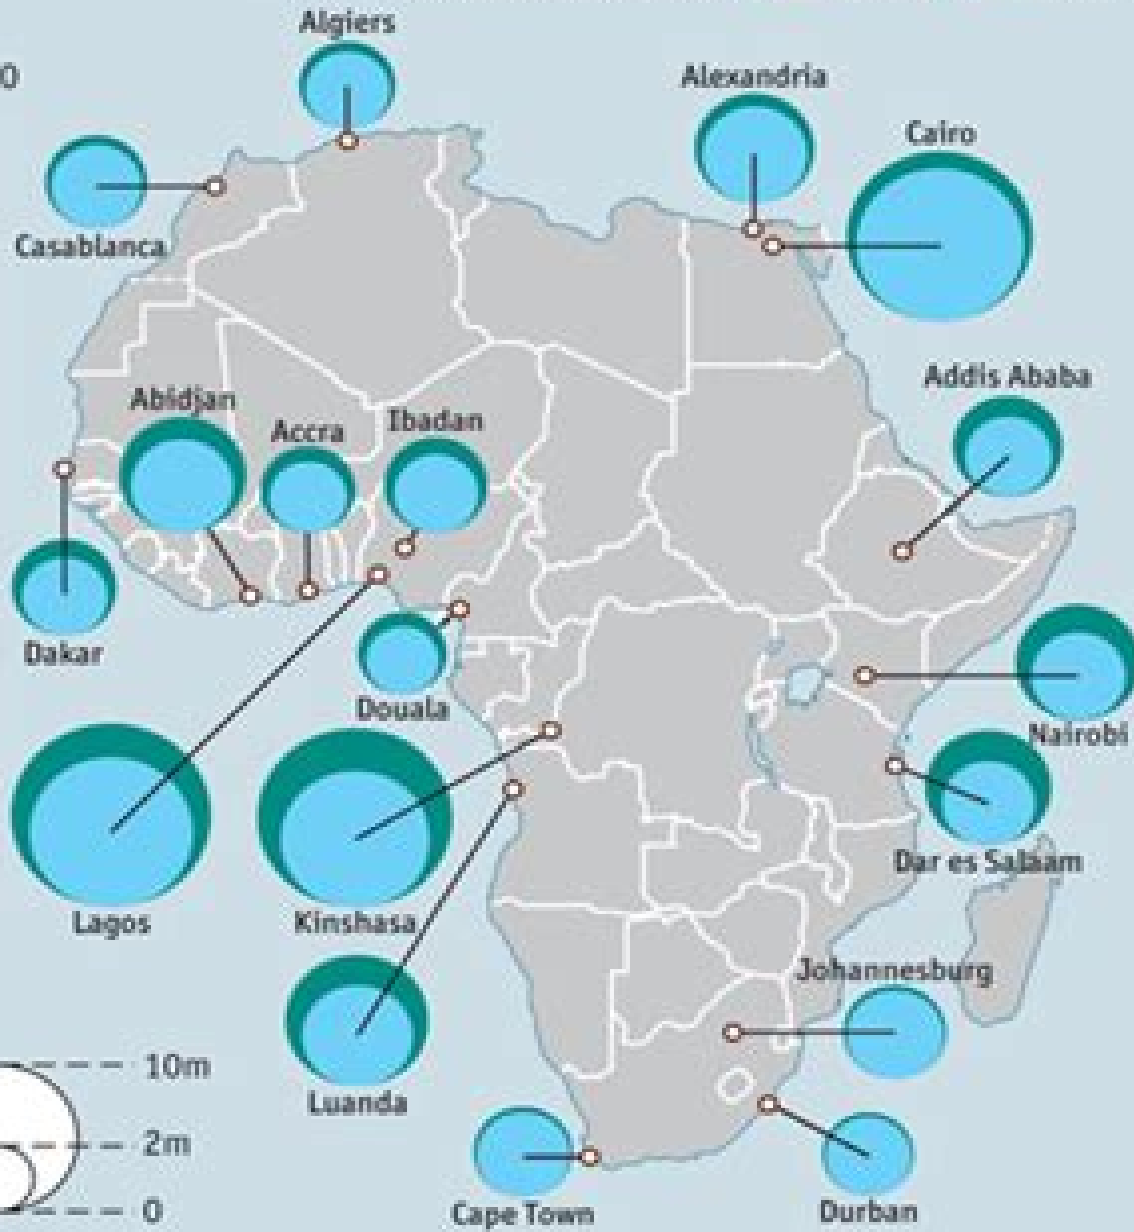 Algiers
0
Alexandria
Cairo
Casablanca
Addis Ababa
Abidjan
Accra
Ibadan
Dakar
Douala
Nairobi
Dar es Salaam
Lagos
Kinshasa
Johannesburg
10m
Luanda
2m
0
Cape Town
Durban